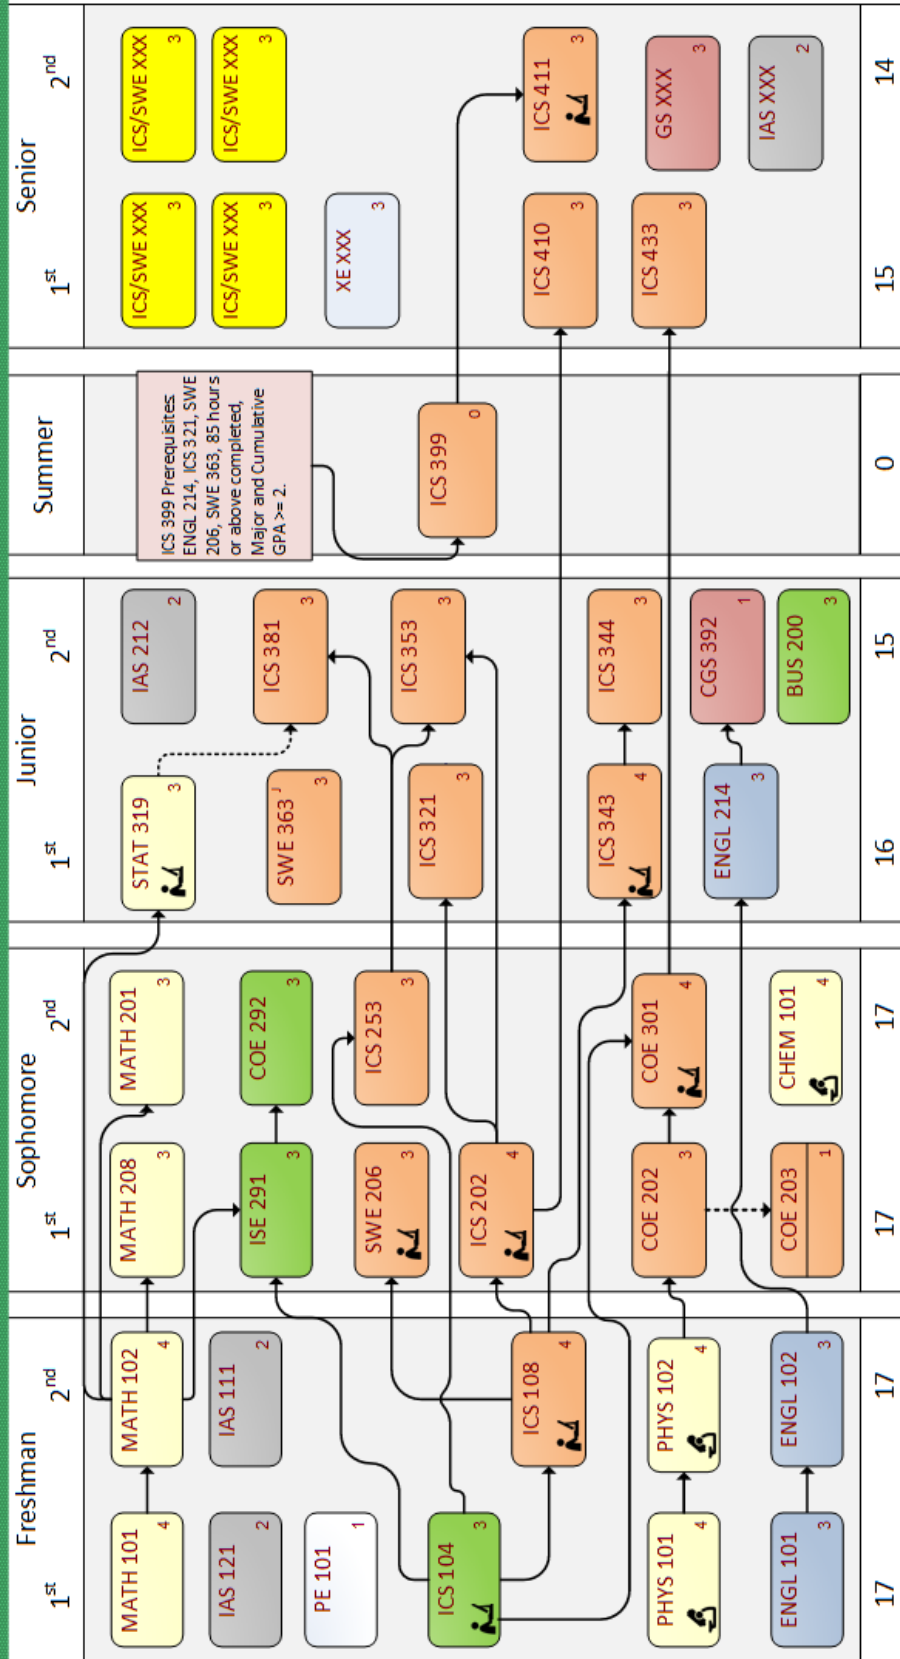 Freshman
1st
2nd
Sophomore
1st
2nd
Junior
1st
2nd
Summer
Senior
1st
2nd
MATH 101
4
IAS 121
2
PE 101
1
ICS 104
3
PHYS 101
4
ENGL 101
3
17
MATH 102
4
IAS 111
2
ICS 108
4
PHYS 102
4
ENGL 102
3
17
MATH 208
3
ISE 291
3
SWE 206
3
ICS 202
4
COE 202
3
COE 203
1
17
MATH 201
3
COE 292
3
ICS 253
3
COE 301
4
CHEM 101
4
17
STAT 319
3
SWE 363 J
3
ICS 321
3
ICS 343
4
ENGL 214
3
16
IAS 212
2
ICS 381
3
ICS 353
3
ICS 344
3
CGS 392
1
BUS 200
3
15
ICS 399 Prerequisites:
ENGL 214, ICS 321, SWE
206, SWE 363, 85 hours
or above completed,
Major and Cumulative
GPA >= 2.
ICS 399
0
0
ICS/SWE XXX
3
ICS/SWE XXX
3
XE XXX
3
ICS 410
3
ICS 433
3
15
ICS/SWE XXX
3
ICS/SWE XXX
3
ICS 411
3
GS XXX
3
IAS XXX
2
14